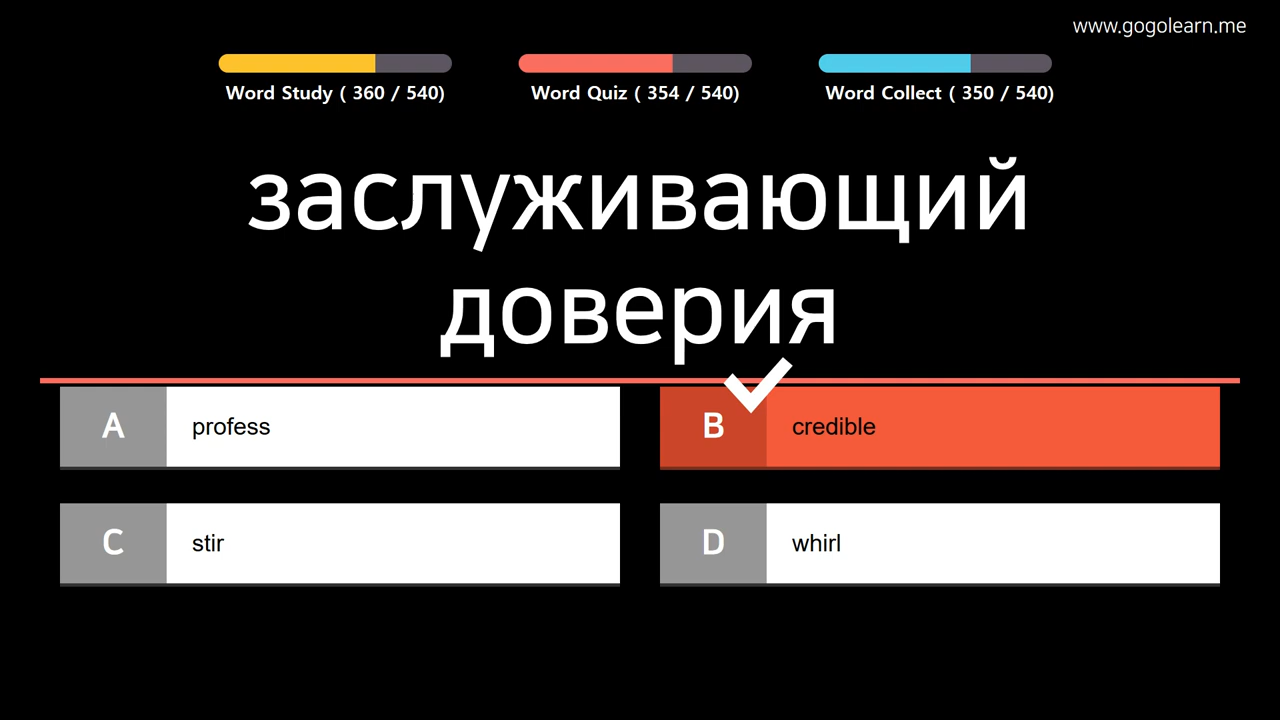 www.gogolearn.me
Word Study ( 360 / 540)
Word Quiz ( 354 / 540)
Word Collect ( 350 / 540)
заслуживающий
доверия
A profess
B credible
C stir
D whirl